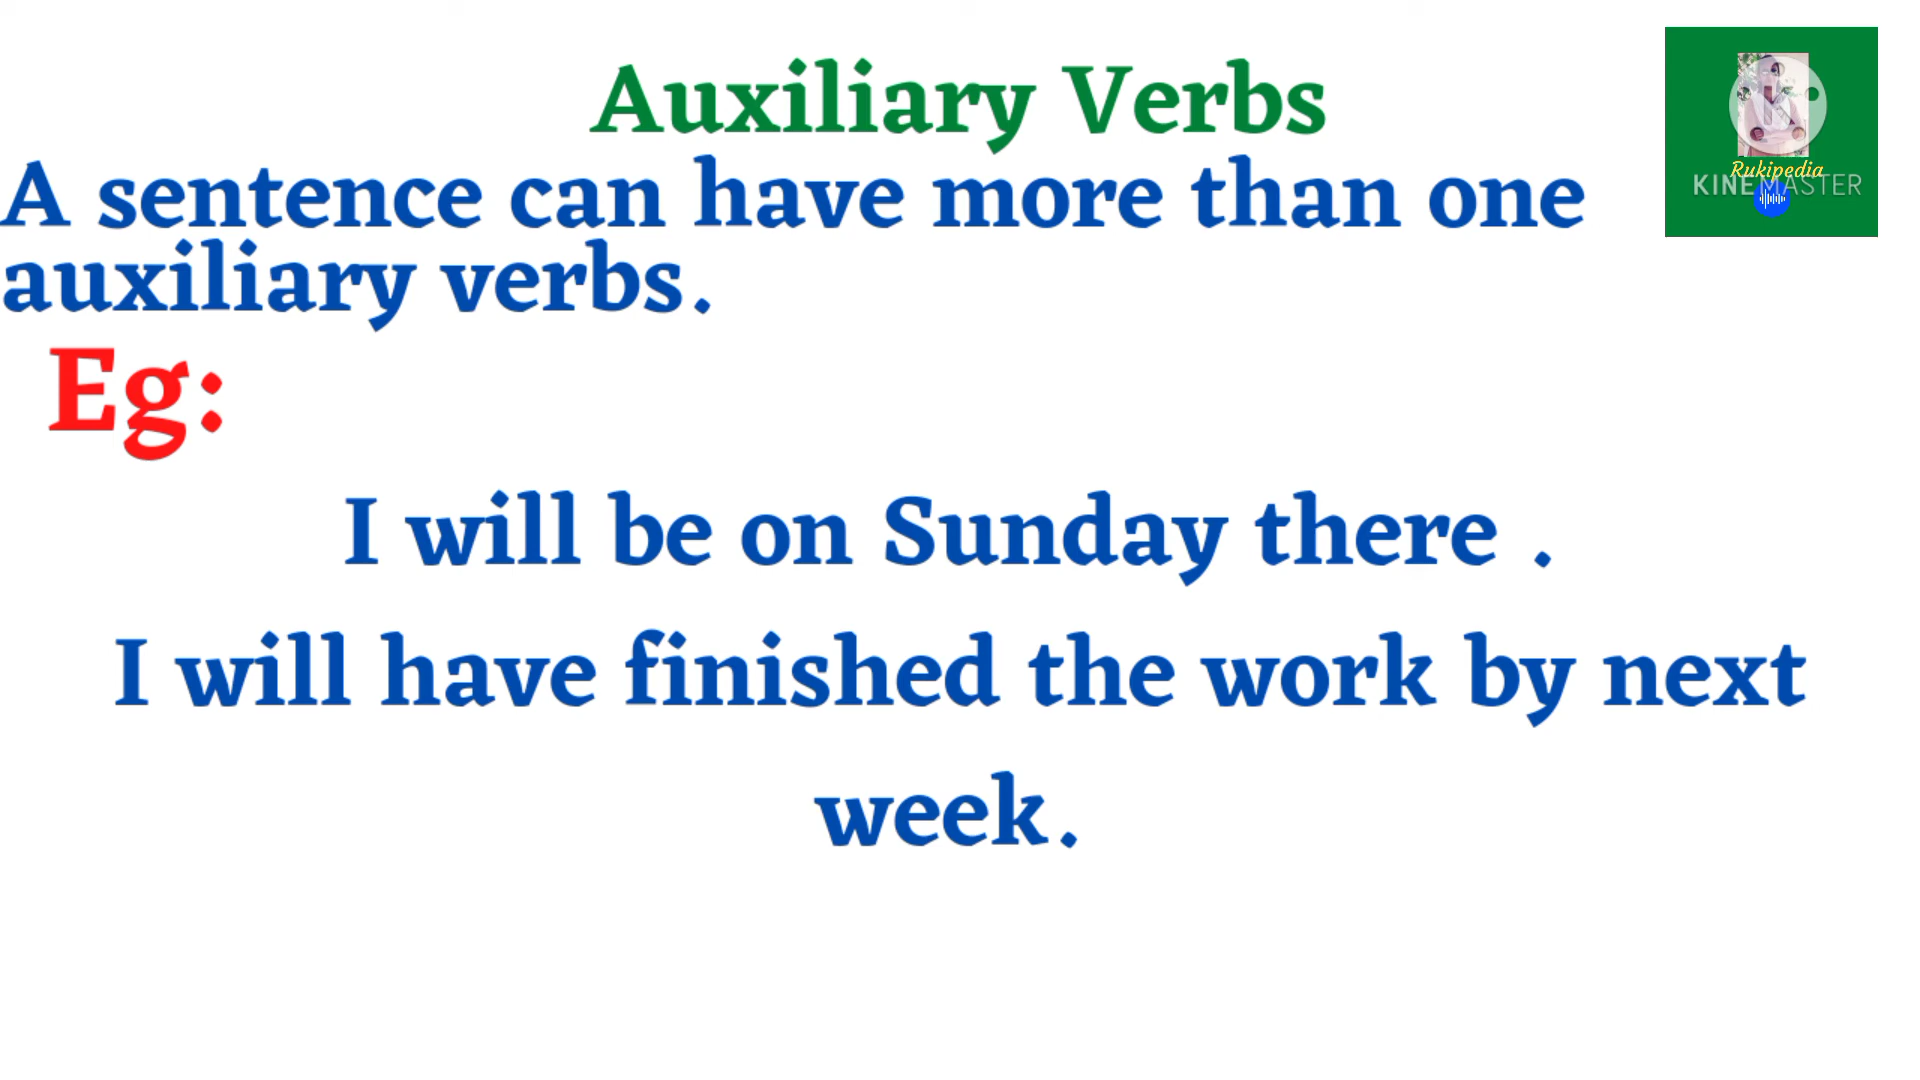 Auxiliary Verbs
A sentence can have more than one
auxiliary verbs.
Eg:
I will be on Sunday there .
I will have finished the work by next
week.
Rukipedia
KINEMASTER